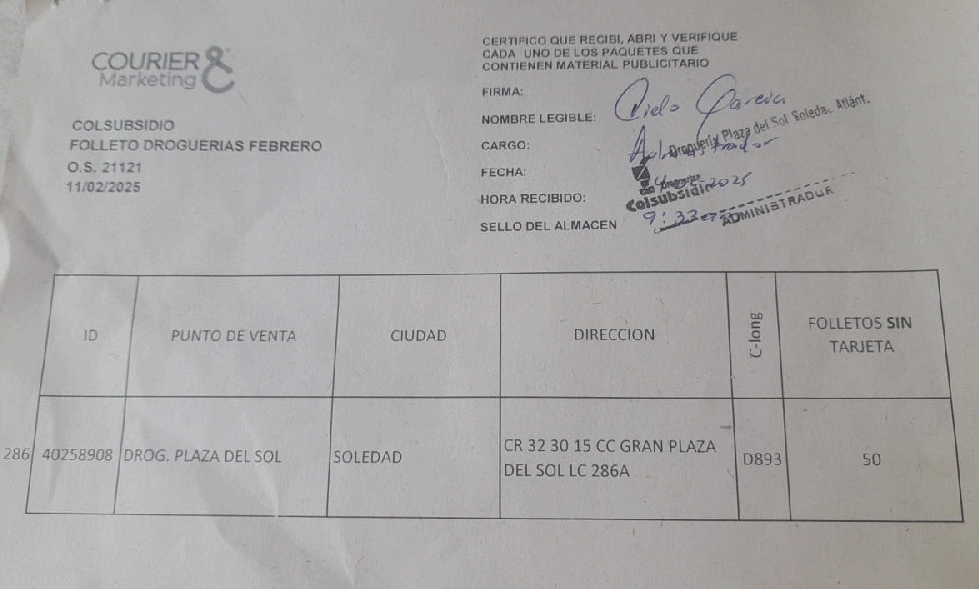 COURIER &
Marketing
COLSUBSIDIO
FOLLETO DROGUERIAS FEBRERO
O.S. 21121
11/02/2025
CERTIFICO QUE RECIBI, ABRI Y VERIFIQUE
CADA UNO DE LOS PAQUETES QUE
CONTIENEN MATERIAL PUBLICITARIO
FIRMA:
NOMBRE LEGIBLE: García
CARGO:
Droguería Plaza del Sol Soleda. Atlánt.
FECHA: 2025
HORA RECIBIDO:
Colsubsidio
SELLO DEL ALMACEN 9:33
ADMINISTRADOR
ID PUNTO DE VENTA CIUDAD DIRECCION C-long FOLLETOS SIN
TARJETA
286 40258908 DROG. PLAZA DEL SOL SOLEDAD CR 32 30 15 CC GRAN PLAZA
DEL SOL LC 286A D893 50